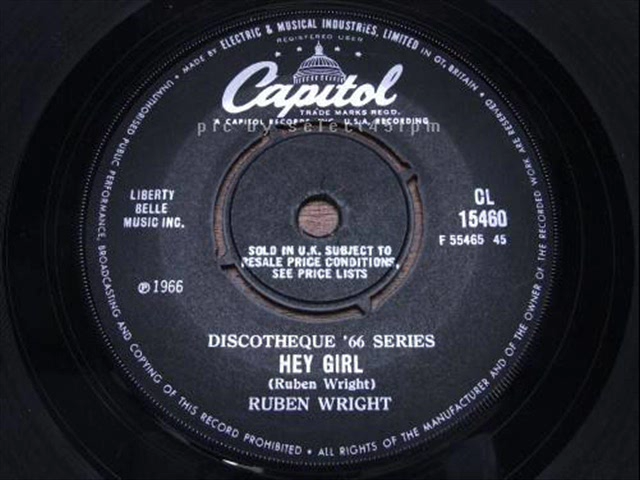 MADE BY ELECTRIC & MUSICAL INDUSTRIES, LIMITED IN GT. BRITAIN • ALL RIGHTS OF THE MANUFACTURER AND OF THE OWNER OF THE RECORDED WORK ARE RESERVED
UNAUTHORISED PUBLIC PERFORMANCE, BROADCASTING AND COPYING OF THIS RECORD PROHIBITED
REGISTERED USER
Capitol
TRADE MARKS REGD.
A CAPITOL RECORDS, INC., U.S.A. RECORDING
pic by select45rpm
LIBERTY
BELLE
MUSIC INC.
CL
15460
F 55465 45
SOLD IN U.K. SUBJECT TO
RESALE PRICE CONDITIONS,
SEE PRICE LISTS
℗ 1966
DISCOTHEQUE '66 SERIES
HEY GIRL
(Ruben Wright)
RUBEN WRIGHT